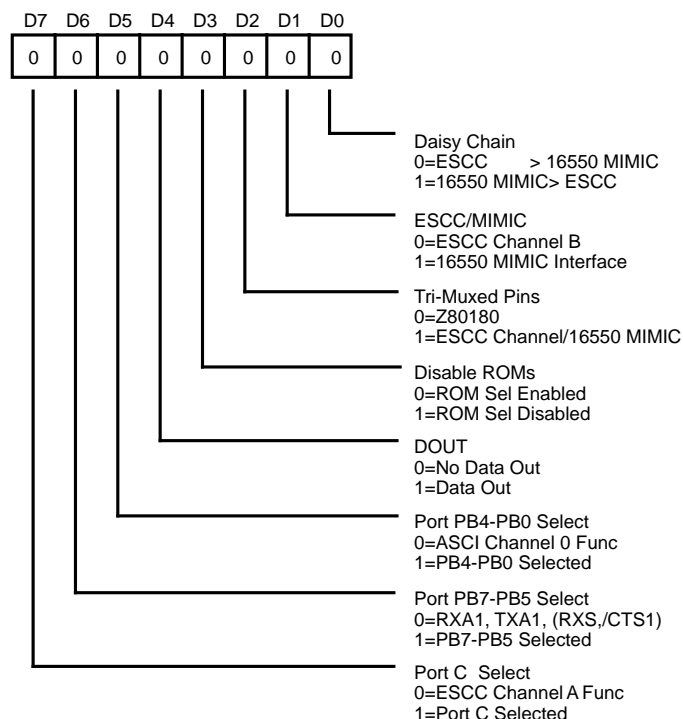 D7 D6 D5 D4 D3 D2 D1 D0
0 0 0 0 0 0 0 0
Daisy Chain
0=ESCC > 16550 MIMIC
1=16550 MIMIC> ESCC
ESCC/MIMIC
0=ESCC Channel B
1=16550 MIMIC Interface
Tri-Muxed Pins
0=Z80180
1=ESCC Channel/16550 MIMIC
Disable ROMs
0=ROM Sel Enabled
1=ROM Sel Disabled
DOUT
0=No Data Out
1=Data Out
Port PB4-PB0 Select
0=ASCI Channel 0 Func
1=PB4-PB0 Selected
Port PB7-PB5 Select
0=RXA1, TXA1, (RXS,/CTS1)
1=PB7-PB5 Selected
Port C Select
0=ESCC Channel A Func
1=Port C Selected